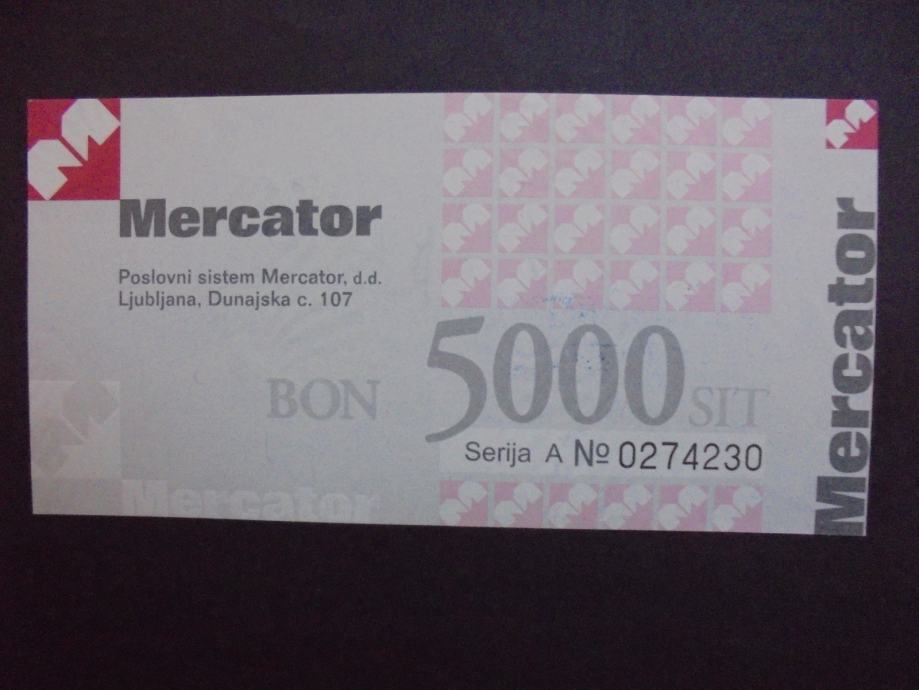 Mercator
Poslovni sistem Mercator, d.d.
Ljubljana, Dunajska c. 107
BON 5000 SIT
Serija A № 0274230
Mercator
Mercator